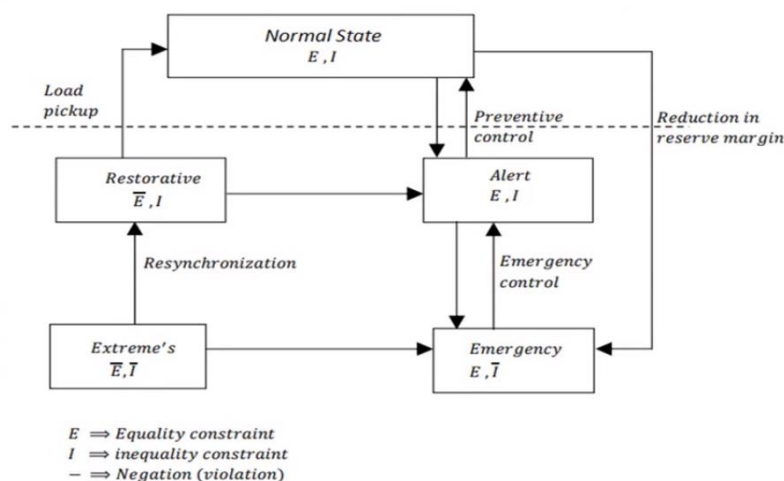 Normal State
E , I
Load
pickup
Preventive
control
Reduction in
reserve margin
Restorative
E̅ , I
Alert
E , I
Resynchronization
Emergency
control
Extreme's
E̅, I̅
Emergency
E , I̅
E ⟹ Equality constraint
I ⟹ inequality constraint
− ⟹ Negation (violation)